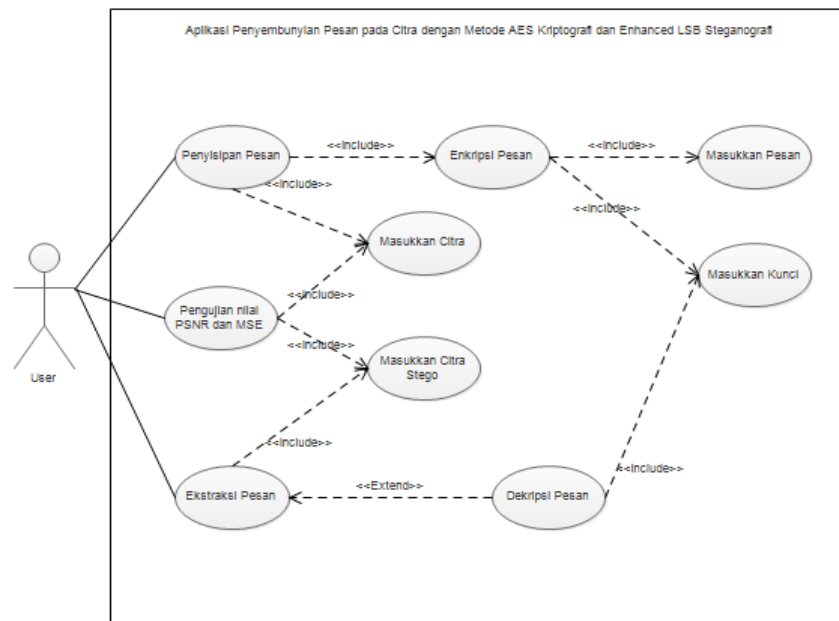 Aplikasi Penyembunyian Pesan pada Citra dengan Metode AES Kriptografi dan Enhanced LSB Steganografi
Penyisipan Pesan
<<Include>>
Enkripsi Pesan
<<Include>>
Masukkan Pesan
<<Include>>
<<Include>>
Masukkan Citra
Masukkan Kunci
<<Include>>
Pengujian nilai
PSNR dan MSE
<<Include>>
Masukkan Citra
Stego
User
<<Include>>
<<Include>>
Ekstraksi Pesan
<<Extend>>
Dekripsi Pesan